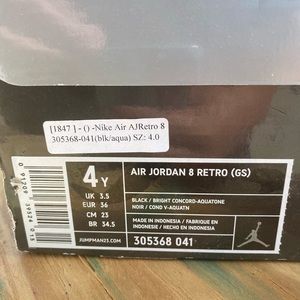 [1847 ] - () -Nike Air AJRetro 8
305368-041(blk/aqua) SZ: 4.0
4Y
US 3.5
EUR 36
CM 23
BR 34.5
JUMPMAN23.COM
AIR JORDAN 8 RETRO (GS)
BLACK / BRIGHT CONCORD-AQUATONE
NOIR / COND V-AQUATN
MADE IN INDONESIA / FABRIQUE EN
INDONESIE / HECHO EN INDONESIA
305368 041